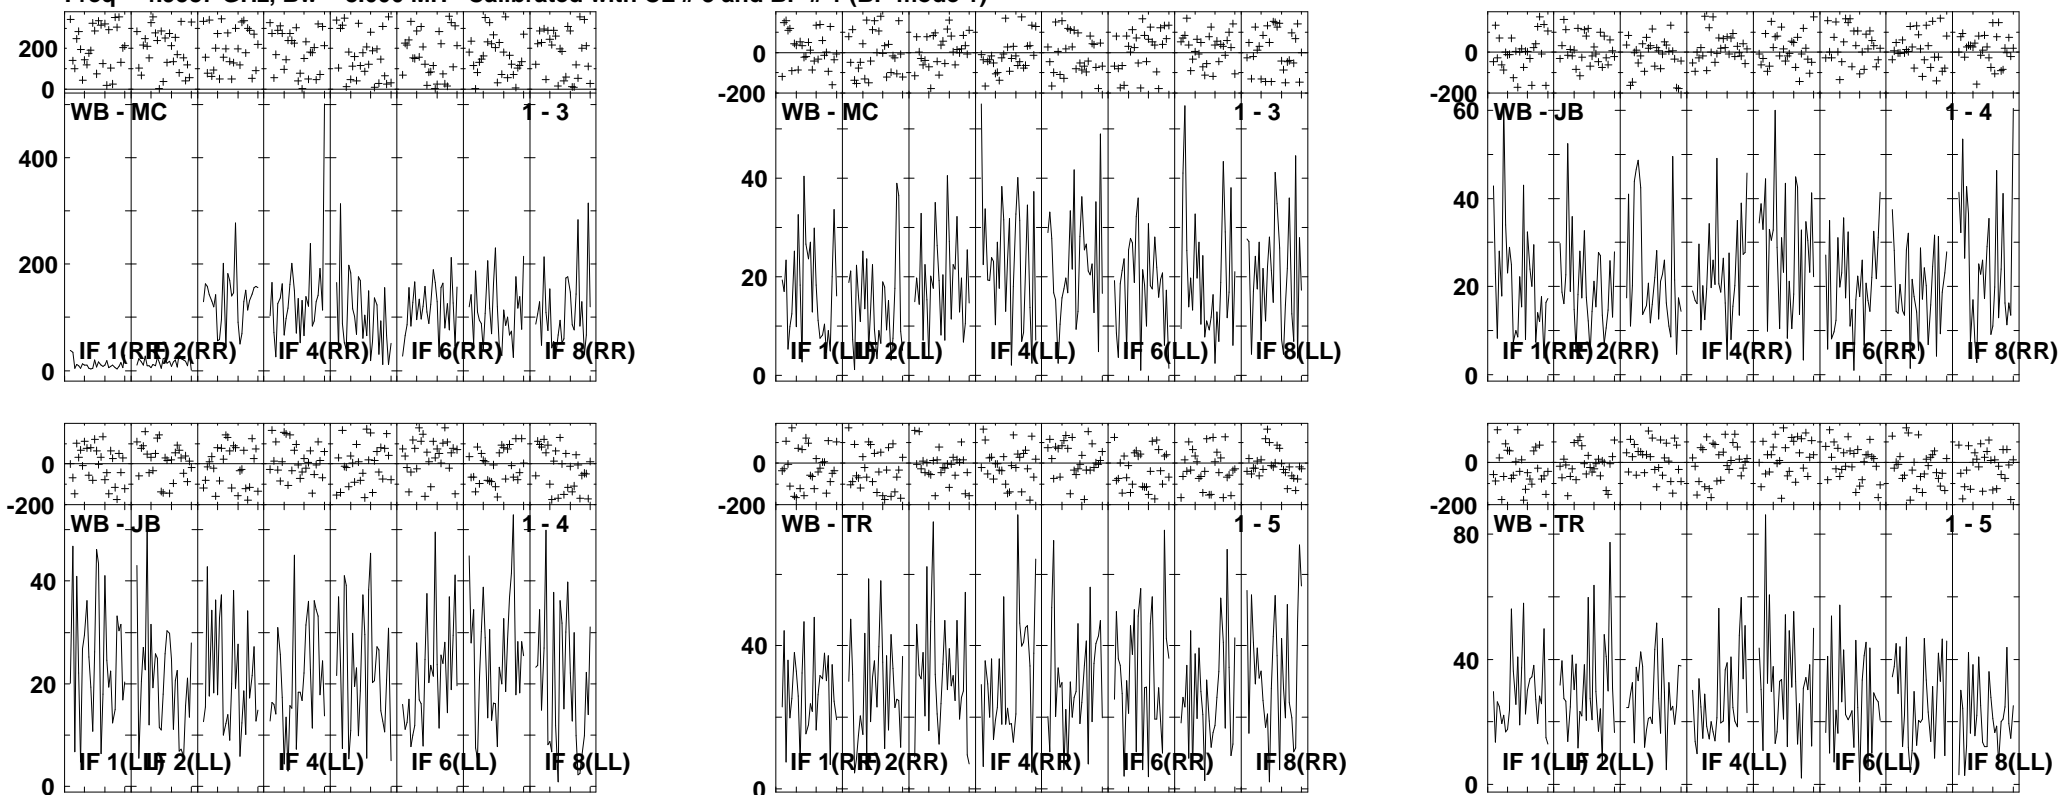 200
0
WB - MC
1 - 3
400
200
0
IF 1(RR)
IF 2(RR)
IF 4(RR)
IF 6(RR)
IF 8(RR)
0
-200
WB - MC
1 - 3
40
20
0
IF 1(LL)
IF 2(LL)
IF 4(LL)
IF 6(LL)
IF 8(LL)
0
-200
60
WB - JB
1 - 4
40
20
0
IF 1(RR)
IF 2(RR)
IF 4(RR)
IF 6(RR)
IF 8(RR)
0
-200
WB - JB
1 - 4
40
20
0
IF 1(LL)
IF 2(LL)
IF 4(LL)
IF 6(LL)
IF 8(LL)
0
-200
WB - TR
1 - 5
40
0
IF 1(RR)
IF 2(RR)
IF 4(RR)
IF 6(RR)
IF 8(RR)
0
-200
80
WB - TR
1 - 5
40
0
IF 1(LL)
IF 2(LL)
IF 4(LL)
IF 6(LL)
IF 8(LL)